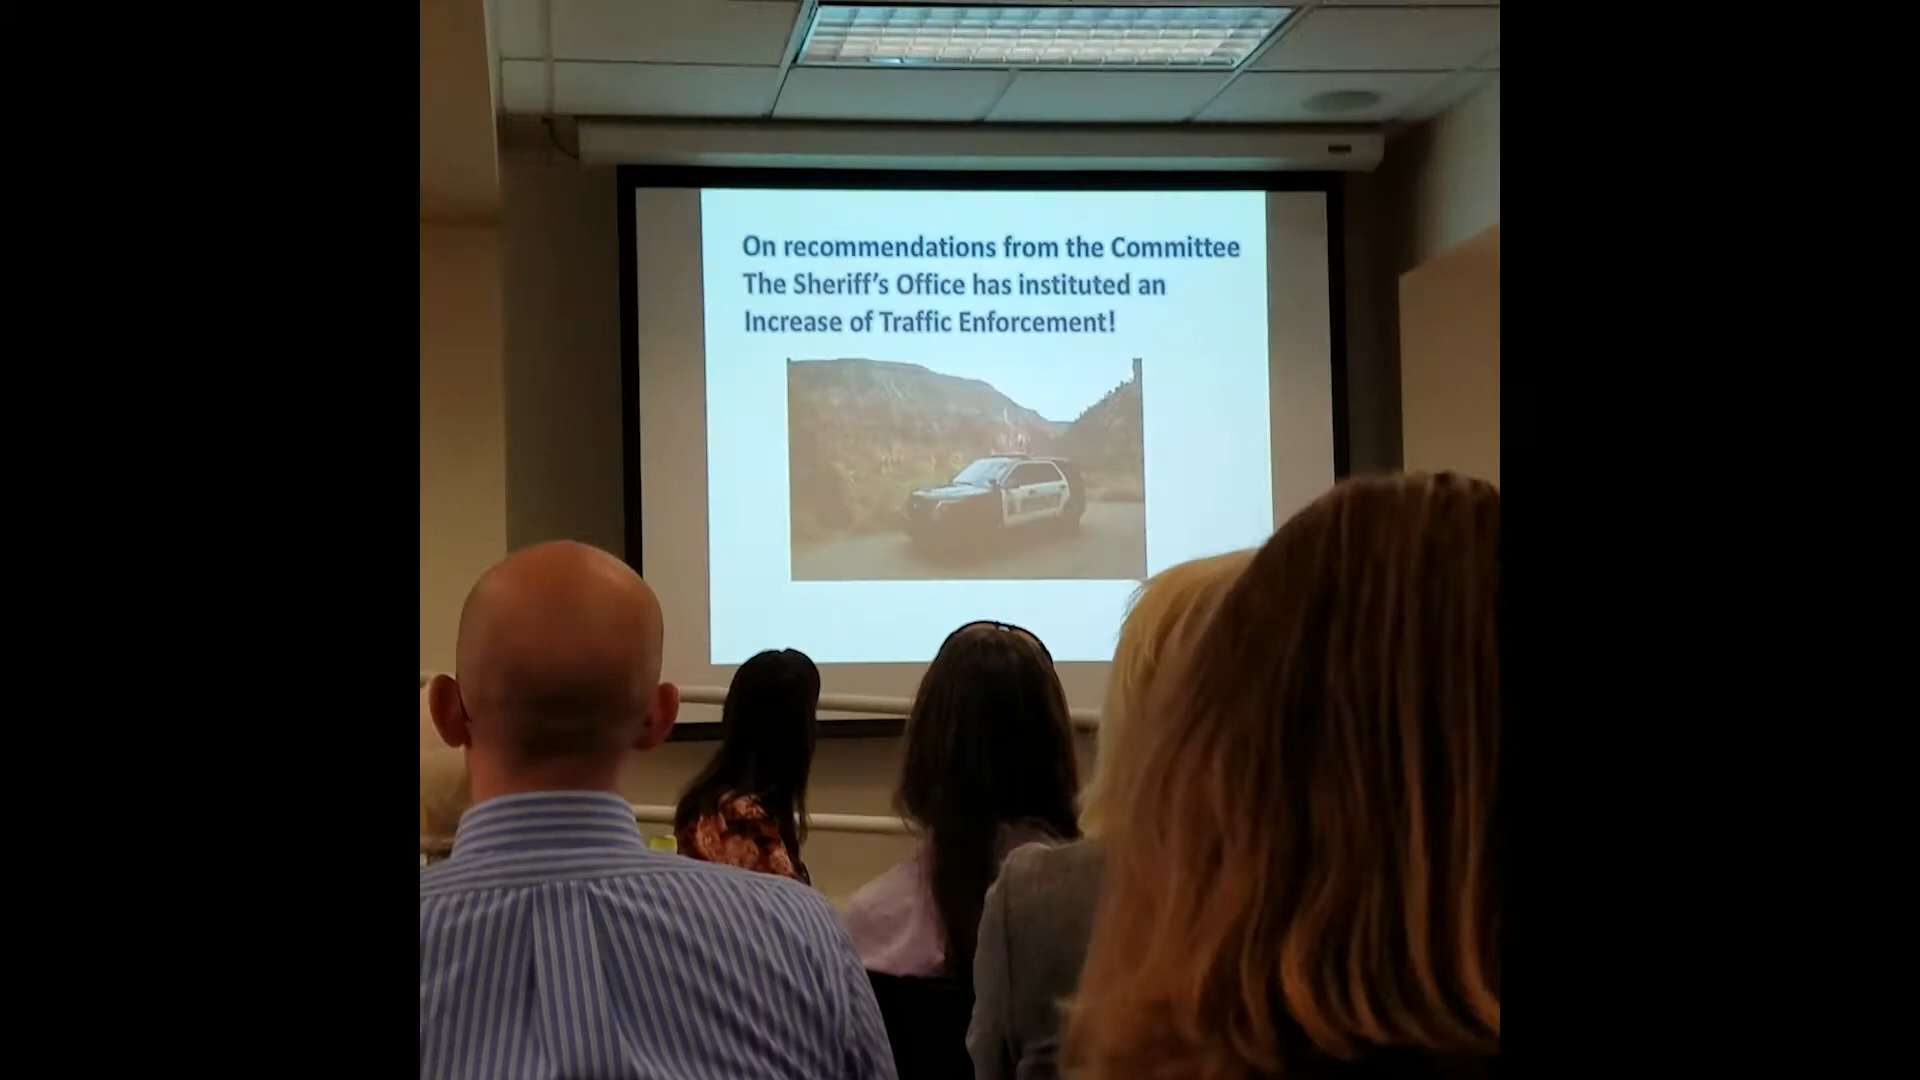 On recommendations from the Committee
The Sheriff's Office has instituted an
Increase of Traffic Enforcement!